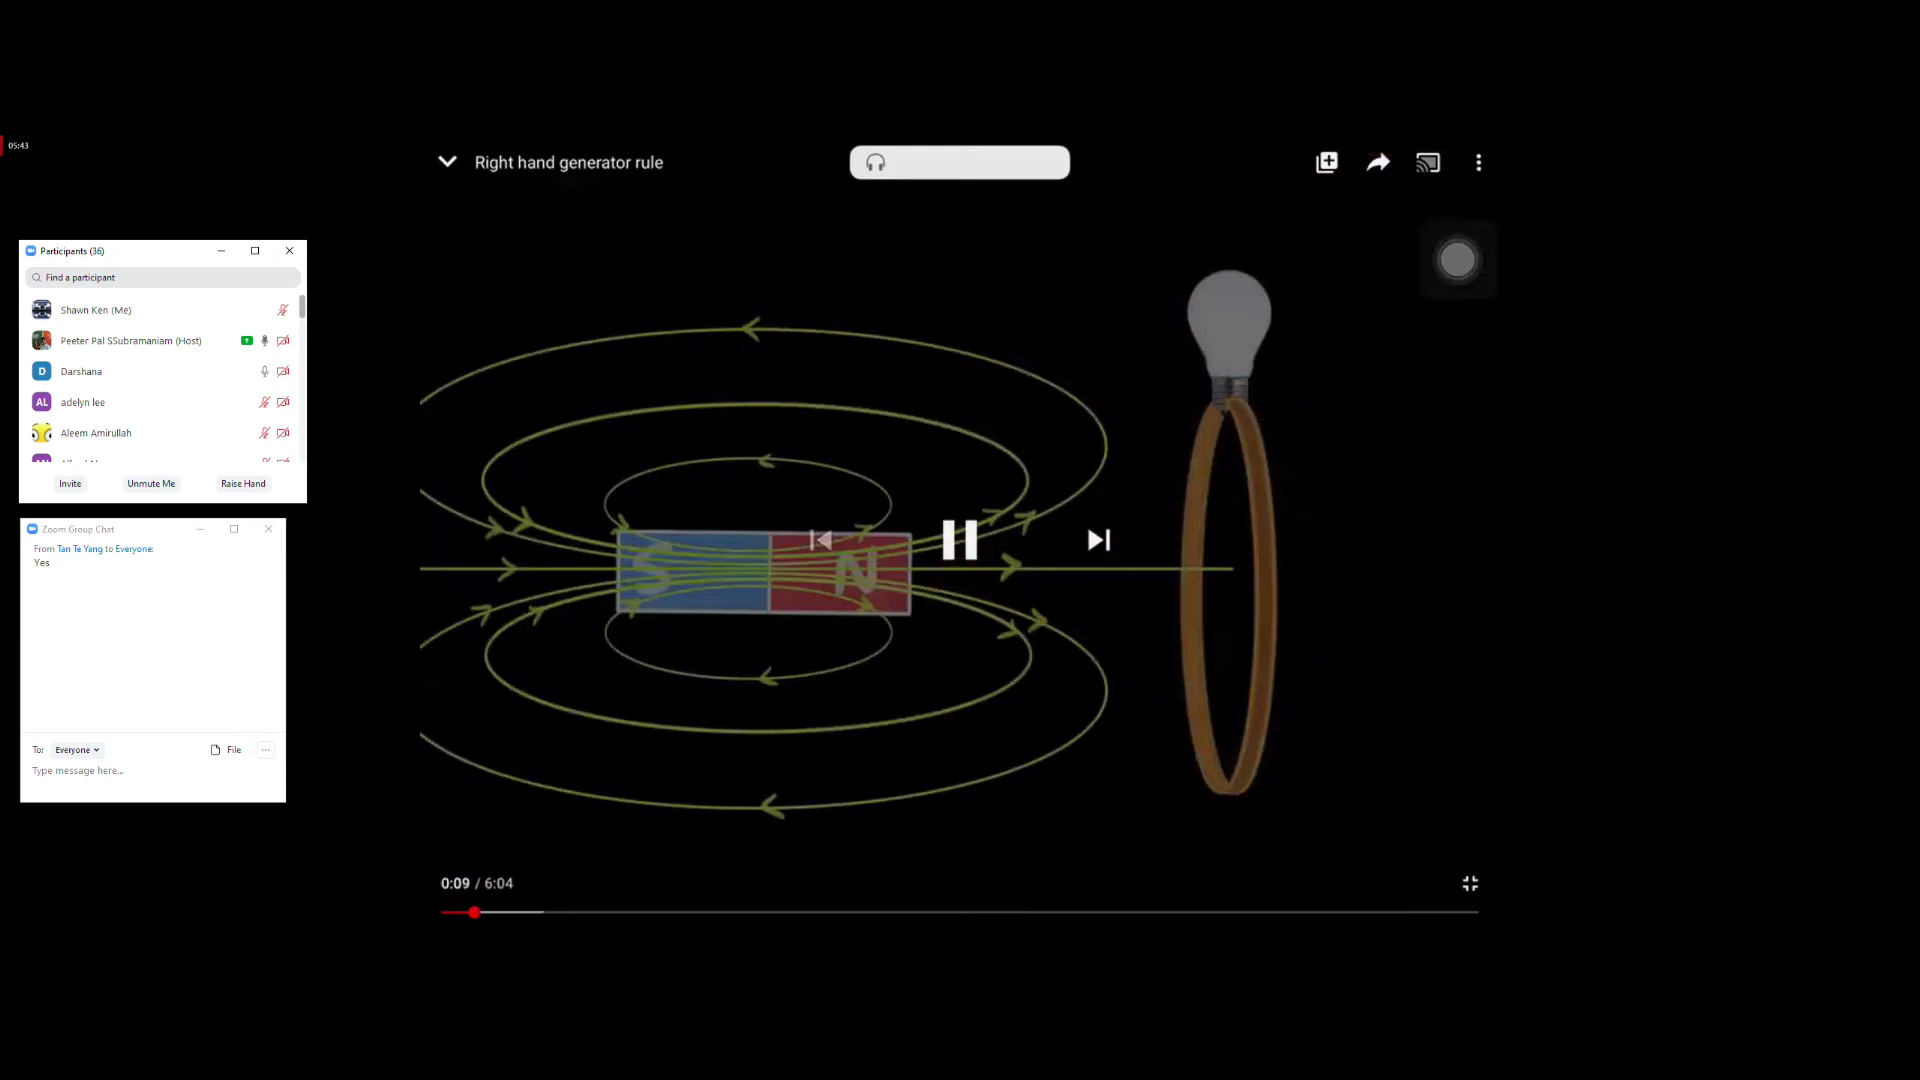 05:43
Right hand generator rule
Participants (36)
Find a participant
Shawn Ken (Me)
Peeter Pal SSubramaniam (Host)
D Darshana
AL adelyn lee
Aleem Amirullah
Invite Unmute Me Raise Hand
Zoom Group Chat
From Tan Te Yang to Everyone:
Yes
To: Everyone File ...
Type message here...
S N
0:09 / 6:04